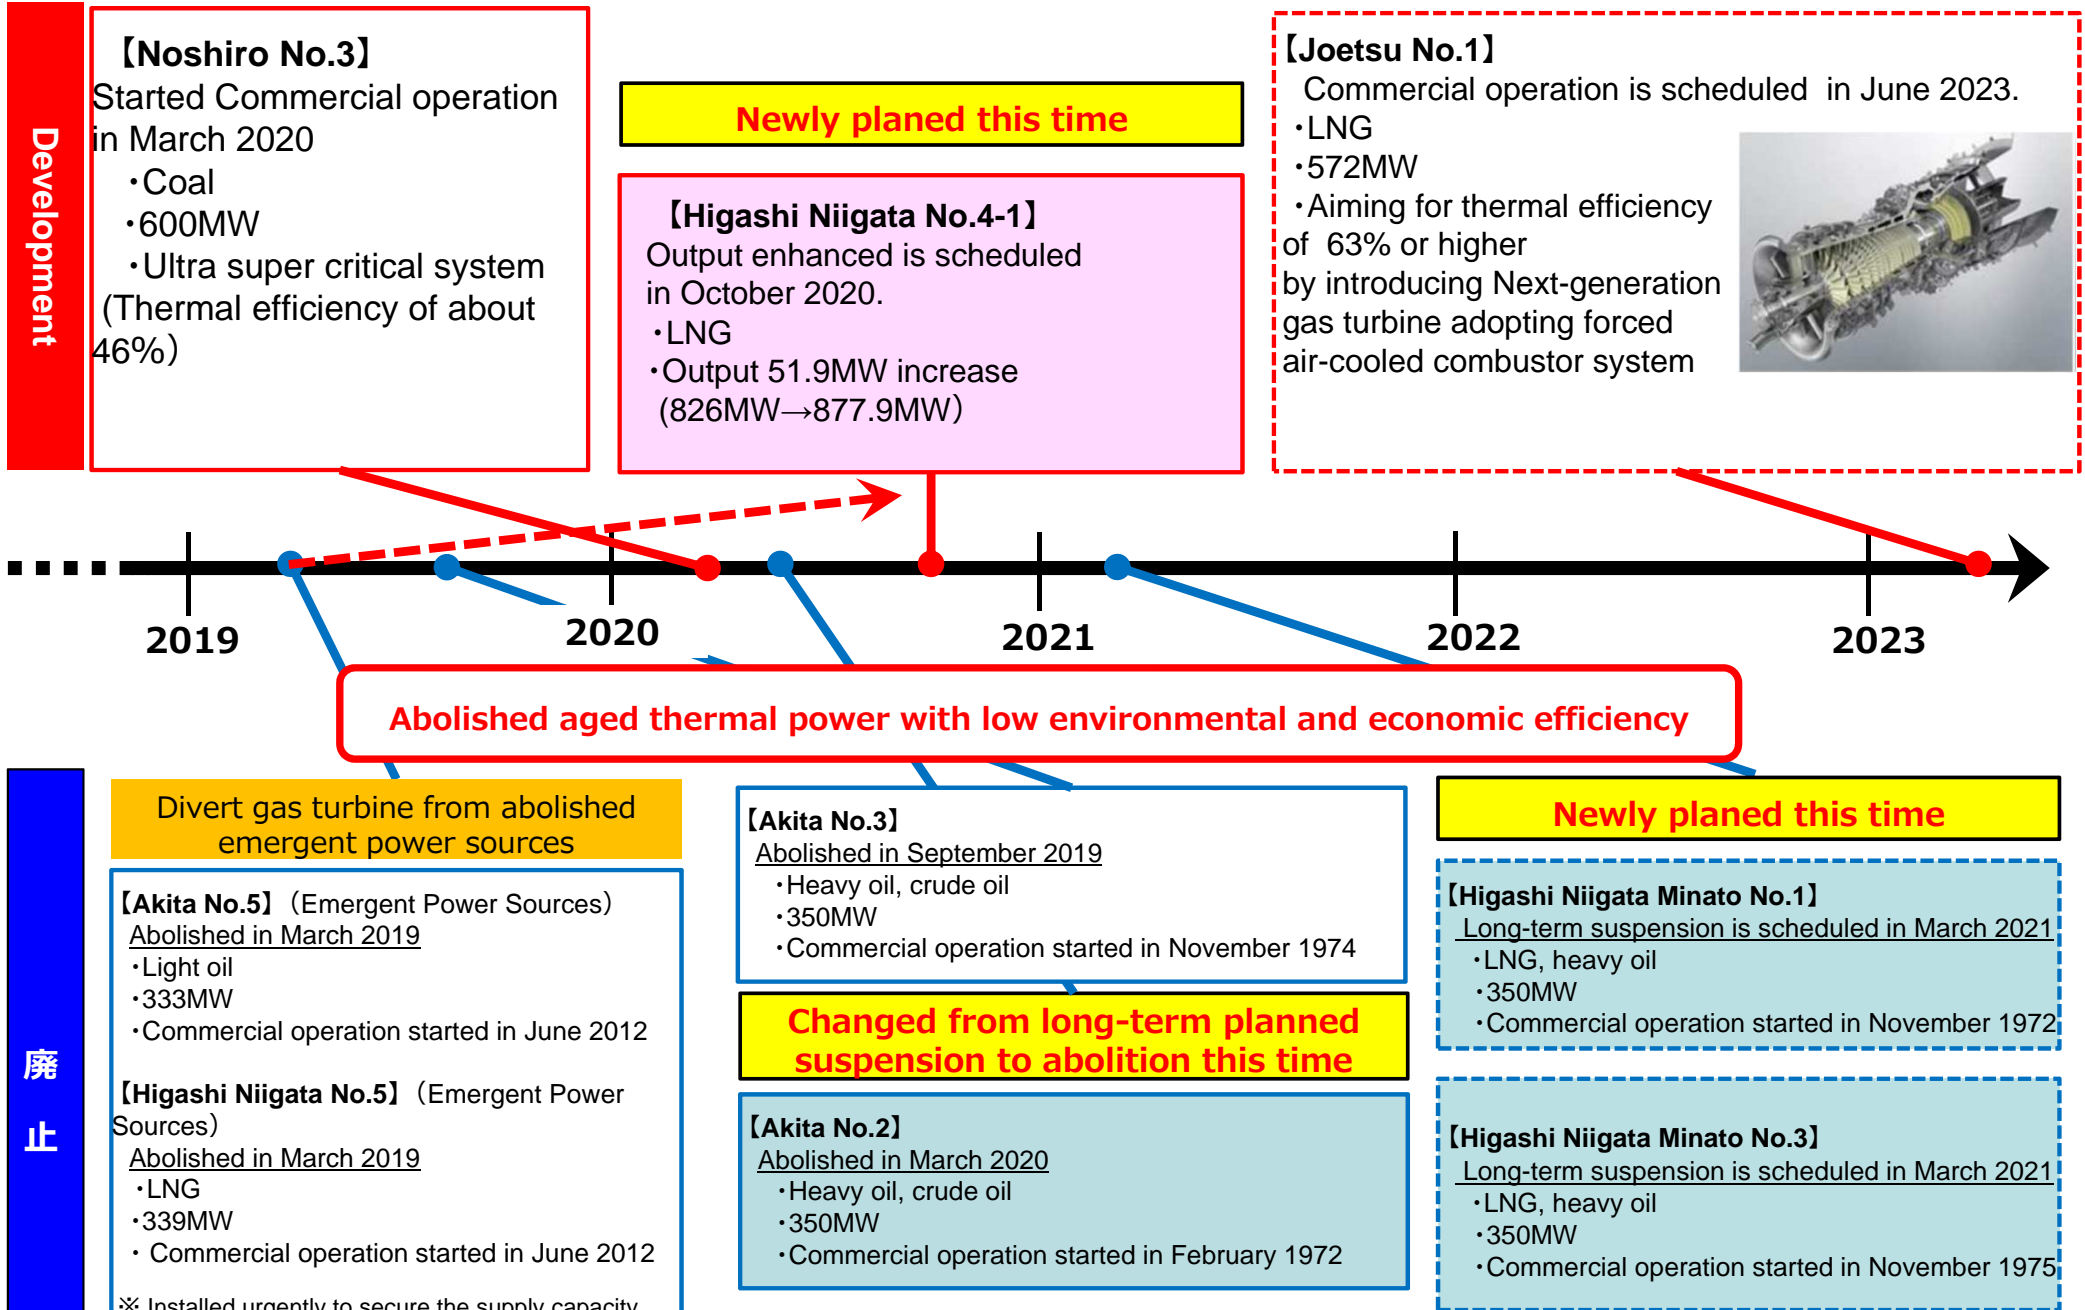 Development
【Noshiro No.3】
Started Commercial operation
in March 2020
・Coal
・600MW
・Ultra super critical system
(Thermal efficiency of about
46%）
Newly planed this time
【Higashi Niigata No.4-1】
Output enhanced is scheduled
in October 2020.
・LNG
・Output 51.9MW increase
(826MW→877.9MW）
【Joetsu No.1】
Commercial operation is scheduled in June 2023.
・LNG
・572MW
・Aiming for thermal efficiency
of 63% or higher
by introducing Next-generation
gas turbine adopting forced
air-cooled combustor system
2019
2020
2021
2022
2023
Abolished aged thermal power with low environmental and economic efficiency
廃
止
Divert gas turbine from abolished
emergent power sources
【Akita No.5】（Emergent Power Sources）
Abolished in March 2019
・Light oil
・333MW
・Commercial operation started in June 2012
【Higashi Niigata No.5】（Emergent Power
Sources）
Abolished in March 2019
・LNG
・339MW
・ Commercial operation started in June 2012
※ Installed urgently to secure the supply capacity
【Akita No.3】
Abolished in September 2019
・Heavy oil, crude oil
・350MW
・Commercial operation started in November 1974
Changed from long-term planned
suspension to abolition this time
【Akita No.2】
Abolished in March 2020
・Heavy oil, crude oil
・350MW
・Commercial operation started in February 1972
Newly planed this time
【Higashi Niigata Minato No.1】
Long-term suspension is scheduled in March 2021
・LNG, heavy oil
・350MW
・Commercial operation started in November 1972
【Higashi Niigata Minato No.3】
Long-term suspension is scheduled in March 2021
・LNG, heavy oil
・350MW
・Commercial operation started in November 1975